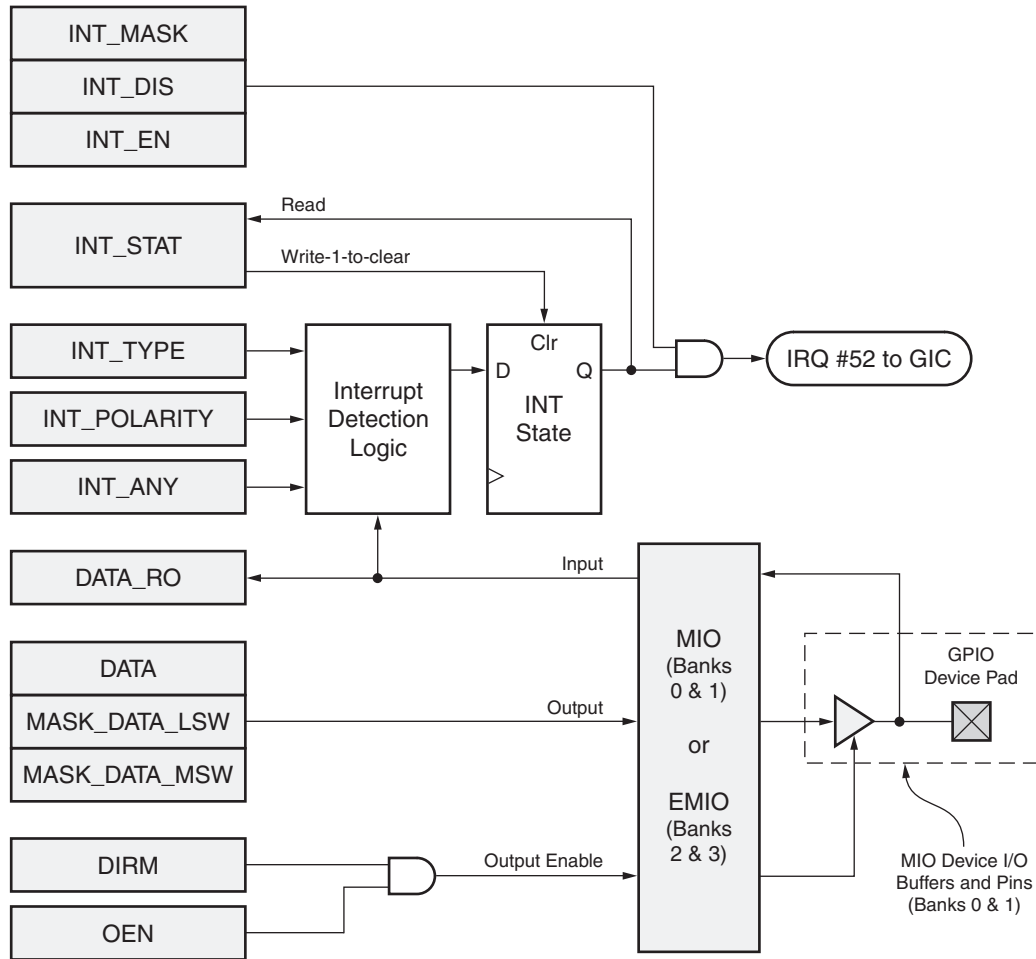 INT_MASK
INT_DIS
INT_EN
Read
INT_STAT
Write-1-to-clear
INT_TYPE
INT_POLARITY
INT_ANY
Interrupt
Detection
Logic
Clr
D
Q
INT
State
IRQ #52 to GIC
DATA_RO
Input
DATA
MASK_DATA_LSW
MASK_DATA_MSW
Output
DIRM
OEN
Output Enable
MIO
(Banks
0 & 1)
or
EMIO
(Banks
2 & 3)
GPIO
Device Pad
MIO Device I/O
Buffers and Pins
(Banks 0 & 1)